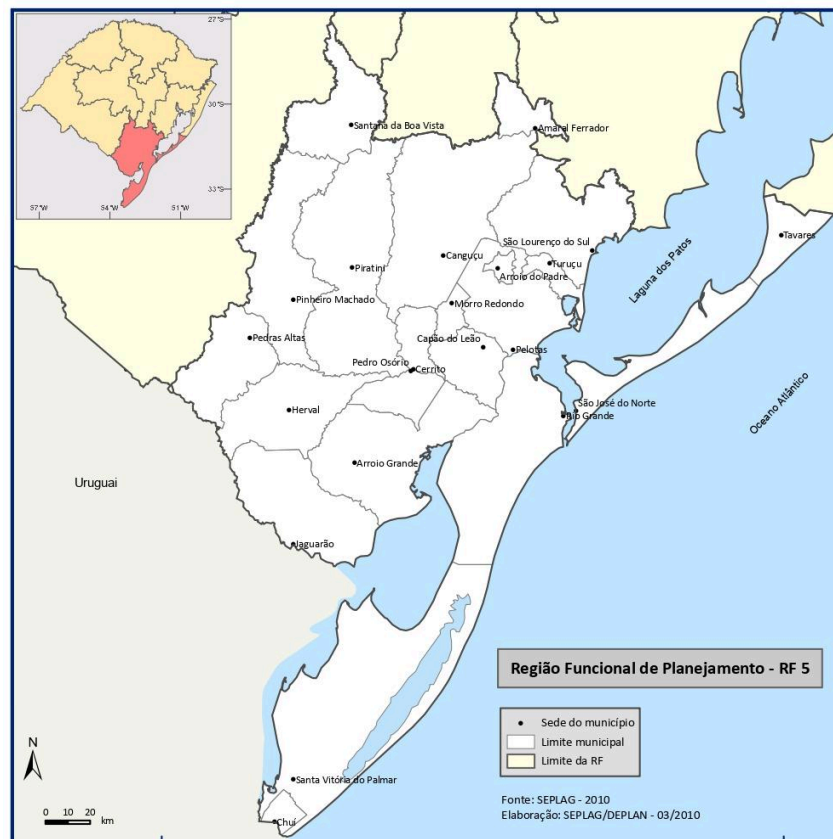 27°S
30°S
33°S
57°W
54°W
51°W
Santana da Boa Vista
Amaral Ferrador
São Lourenço do Sul
Tavares
Canguçu
Turuçu
Arroio do Padre
Piratini
Laguna dos Patos
Pinheiro Machado
Morro Redondo
Pedras Altas
Capão do Leão
Pelotas
Pedro Osório
Cerrito
Herval
São José do Norte
Rio Grande
Oceano Atlântico
Arroio Grande
Uruguai
Jaguarão
Região Funcional de Planejamento - RF 5
Sede do município
Limite municipal
Limite da RF
N
Santa Vitória do Palmar
Fonte: SEPLAG - 2010
Elaboração: SEPLAG/DEPLAN - 03/2010
0 10 20
km
Chuí